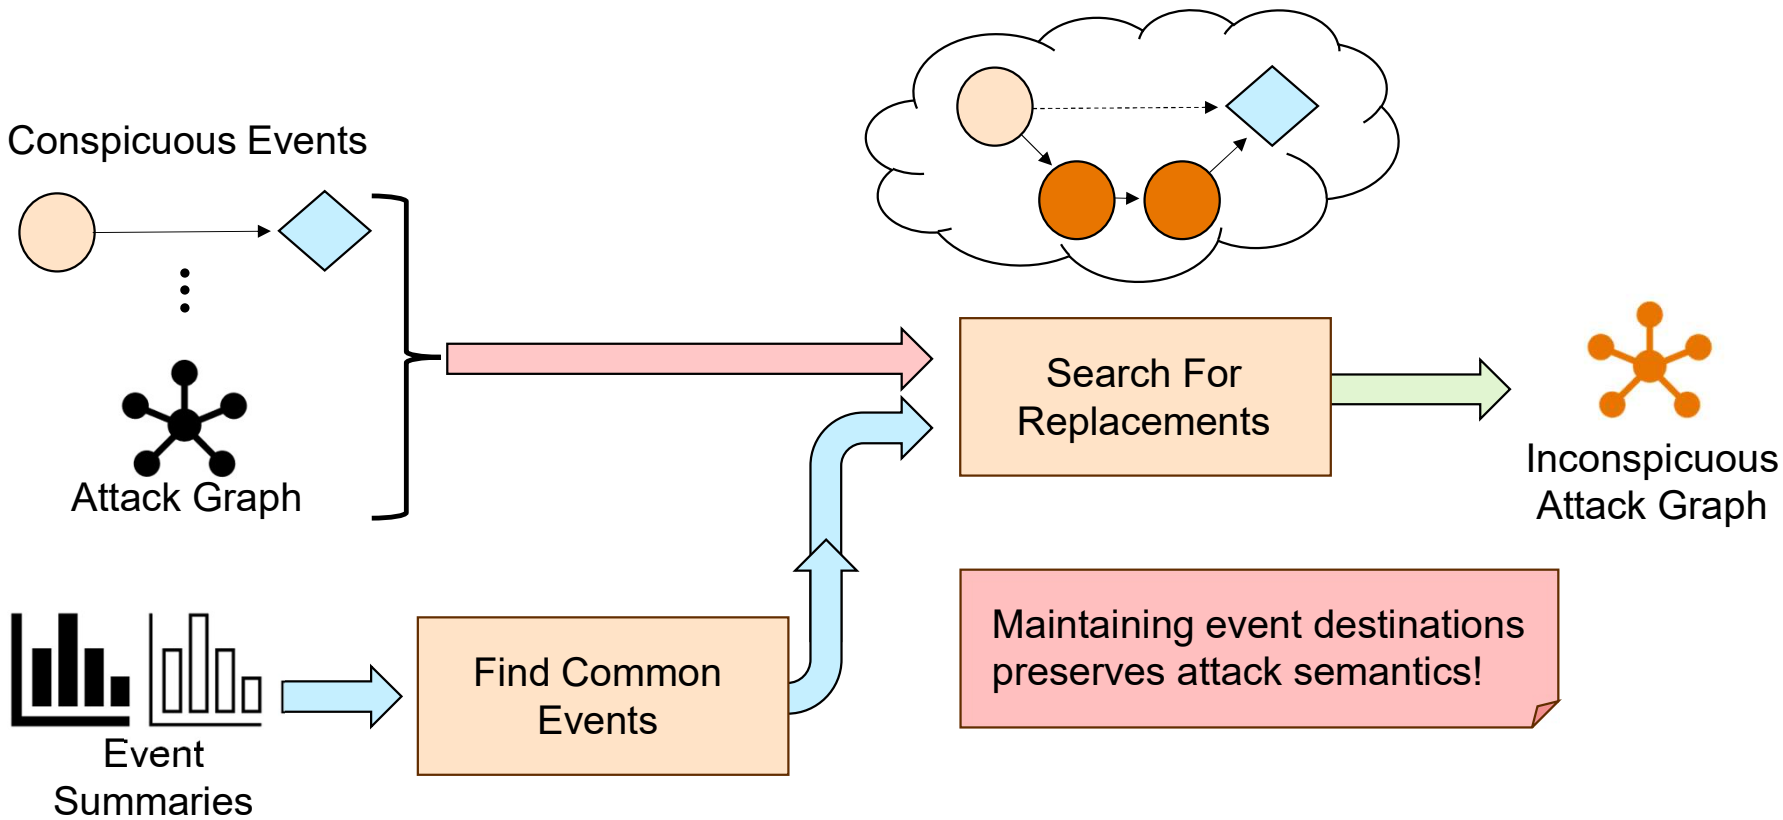 Conspicuous Events
Attack Graph
Event
Summaries
Find Common
Events
Search For
Replacements
Inconspicuous
Attack Graph
Maintaining event destinations
preserves attack semantics!